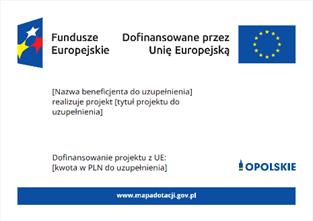 Fundusze
Europejskie
Dofinansowane przez
Unię Europejską
[Nazwa beneficjenta do uzupełnienia]
realizuje projekt [tytuł projektu do
uzupełnienia]
Dofinansowanie projektu z UE:
[kwota w PLN do uzupełnienia]
OPOLSKIE
www.mapadotacji.gov.pl